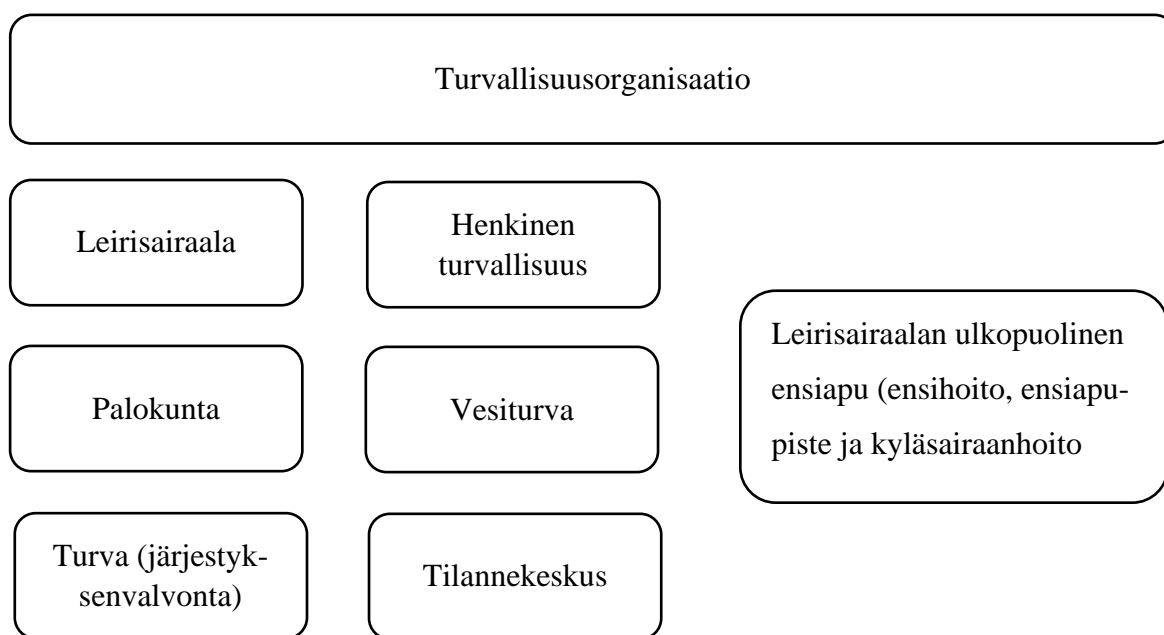 Turvallisuusorganisaatio
Leirisairaala
Henkinen
turvallisuus
Leirisairaalan ulkopuolinen
ensiapu (ensihoito, ensiapu-
piste ja kyläsairaanhoito
Palokunta
Vesiturva
Turva (järjestyk-
senvalvonta)
Tilannekeskus